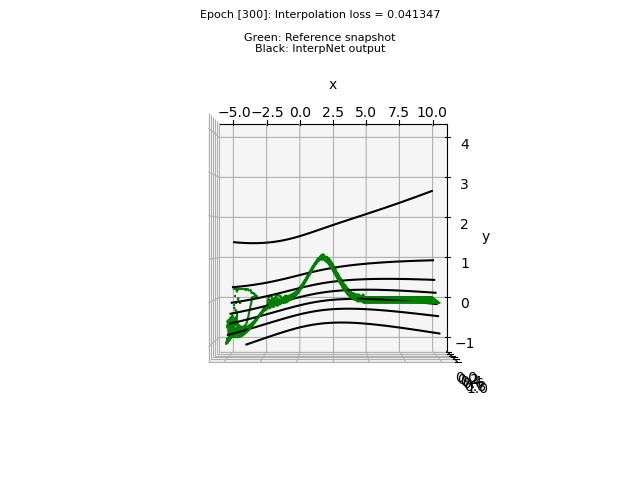 Epoch [300]: Interpolation loss = 0.041347
Green: Reference snapshot
Black: InterpNet output
x
−5.0 −2.5 0.0 2.5 5.0 7.5 10.0
4
3
2
y
1
0
−1